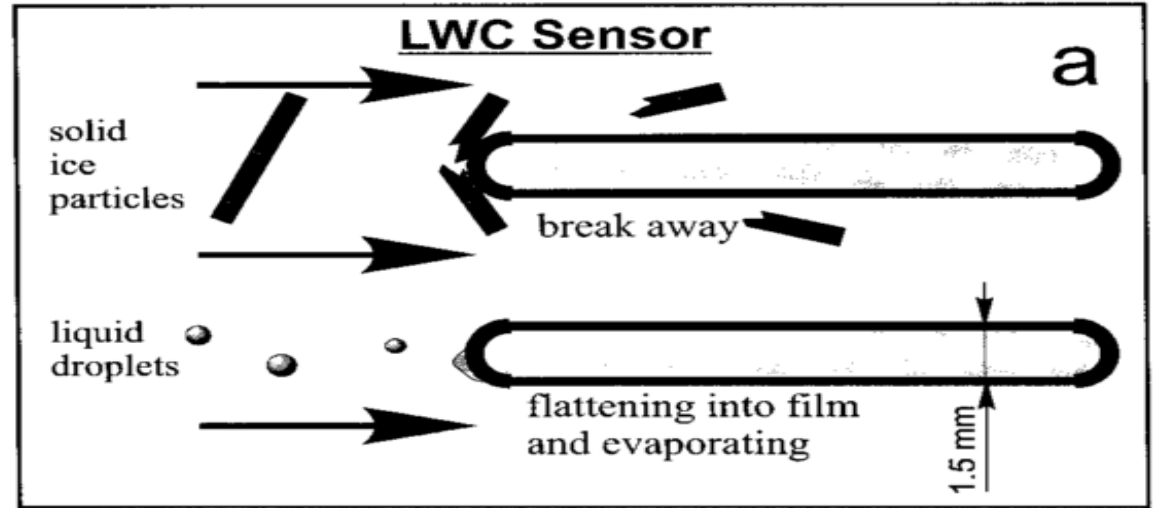 LWC Sensor
a
solid
ice
particles
break away
liquid
droplets
flattening into film
and evaporating
1.5 mm